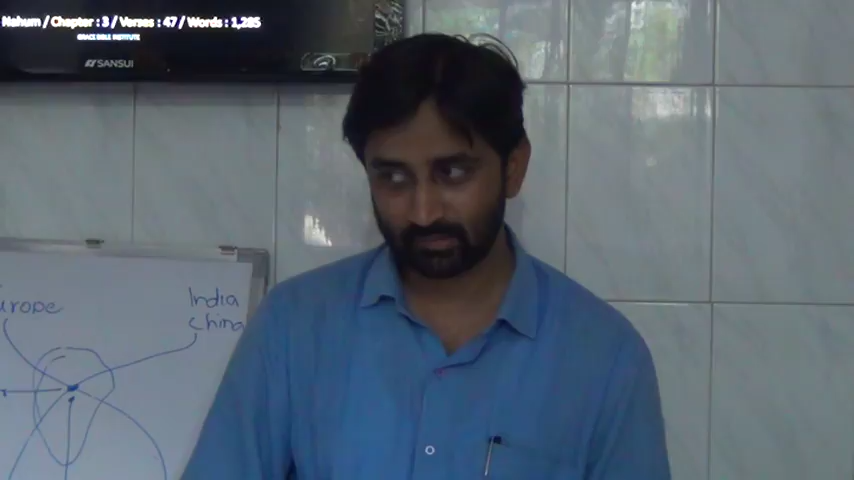 Nahum / Chapter : 3 / Verses : 47 / Words : 1,285
GRACE BIBLE INSTITUTE
SANSUI
urope
India
China